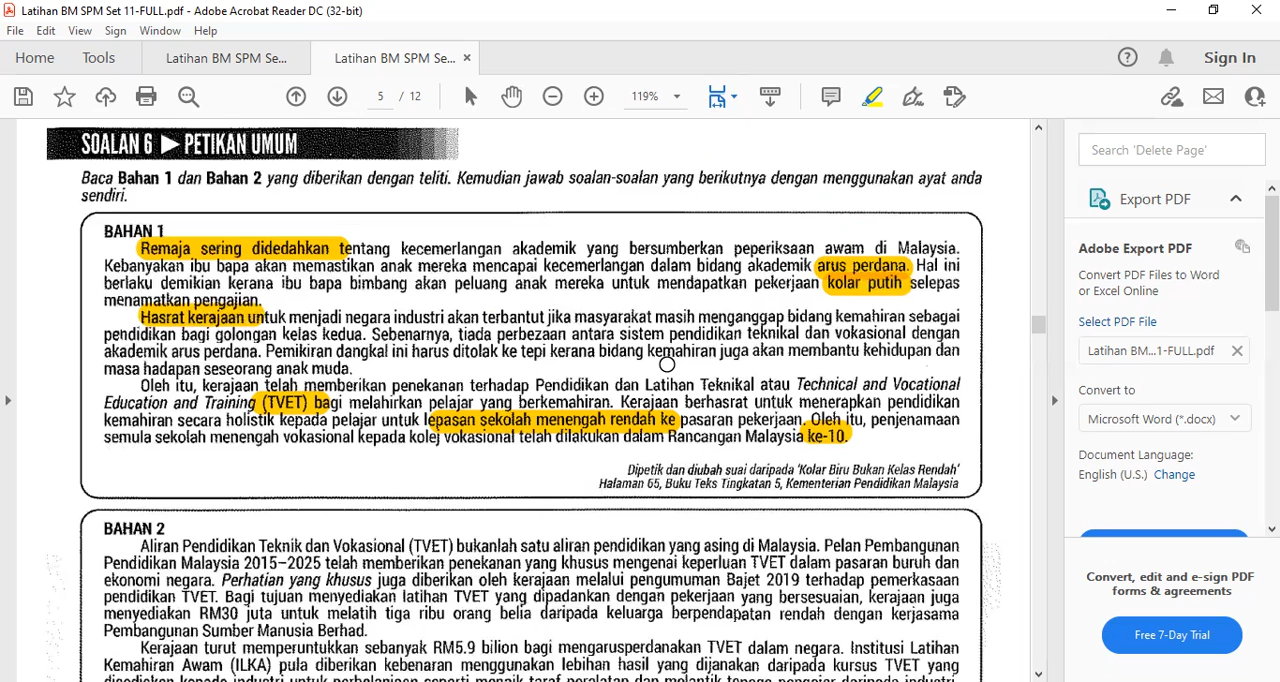 Latihan BM SPM Set 11-FULL.pdf - Adobe Acrobat Reader DC (32-bit)
File Edit View Sign Window Help
Home Tools Latihan BM SPM Se... Latihan BM SPM Se... Sign In
5 / 12 119%
SOALAN 6 ▶ PETIKAN UMUM
Baca Bahan 1 dan Bahan 2 yang diberikan dengan teliti. Kemudian jawab soalan-soalan yang berikutnya dengan menggunakan ayat anda
sendiri.
BAHAN 1
Remaja sering didedahkan tentang kecemerlangan akademik yang bersumberkan peperiksaan awam di Malaysia.
Kebanyakan ibu bapa akan memastikan anak mereka mencapai kecemerlangan dalam bidang akademik arus perdana. Hal ini
berlaku demikian kerana ibu bapa bimbang akan peluang anak mereka untuk mendapatkan pekerjaan kolar putih selepas
menamatkan pengajian.
Hasrat kerajaan untuk menjadi negara industri akan terbantut jika masyarakat masih menganggap bidang kemahiran sebagai
pendidikan bagi golongan kelas kedua. Sebenarnya, tiada perbezaan antara sistem pendidikan teknikal dan vokasional dengan
akademik arus perdana. Pemikiran dangkal ini harus ditolak ke tepi kerana bidang kemahiran juga akan membantu kehidupan dan
masa hadapan seseorang anak muda.
Oleh itu, kerajaan telah memberikan penekanan terhadap Pendidikan dan Latihan Teknikal atau Technical and Vocational
Education and Training (TVET) bagi melahirkan pelajar yang berkemahiran. Kerajaan berhasrat untuk menerapkan pendidikan
kemahiran secara holistik kepada pelajar untuk lepasan sekolah menengah rendah ke pasaran pekerjaan. Oleh itu, penjenamaan
semula sekolah menengah vokasional kepada kolej vokasional telah dilakukan dalam Rancangan Malaysia ke-10.
Dipetik dan diubah suai daripada 'Kolar Biru Bukan Kelas Rendah'
Halaman 65, Buku Teks Tingkatan 5, Kementerian Pendidikan Malaysia
BAHAN 2
Aliran Pendidikan Teknik dan Vokasional (TVET) bukanlah satu aliran pendidikan yang asing di Malaysia. Pelan Pembangunan
Pendidikan Malaysia 2015–2025 telah memberikan penekanan yang khusus mengenai keperluan TVET dalam pasaran buruh dan
ekonomi negara. Perhatian yang khusus juga diberikan oleh kerajaan melalui pengumuman Bajet 2019 terhadap pemerkasaan
pendidikan TVET. Bagi tujuan menyediakan latihan TVET yang dipadankan dengan pekerjaan yang bersesuaian, kerajaan juga
menyediakan RM30 juta untuk melatih tiga ribu orang belia daripada keluarga berpendapatan rendah dengan kerjasama
Pembangunan Sumber Manusia Berhad.
Kerajaan turut memperuntukkan sebanyak RM5.9 bilion bagi mengarusperdanakan TVET dalam negara. Institusi Latihan
Kemahiran Awam (ILKA) pula diberikan kebenaran menggunakan lebihan hasil yang dijanakan daripada kursus TVET yang
Search 'Delete Page'
Export PDF
Adobe Export PDF
Convert PDF Files to Word
or Excel Online
Select PDF File
Latihan BM...1-FULL.pdf
Convert to
Microsoft Word (*.docx)
Document Language:
English (U.S.) Change
Convert, edit and e-sign PDF
forms & agreements
Free 7-Day Trial